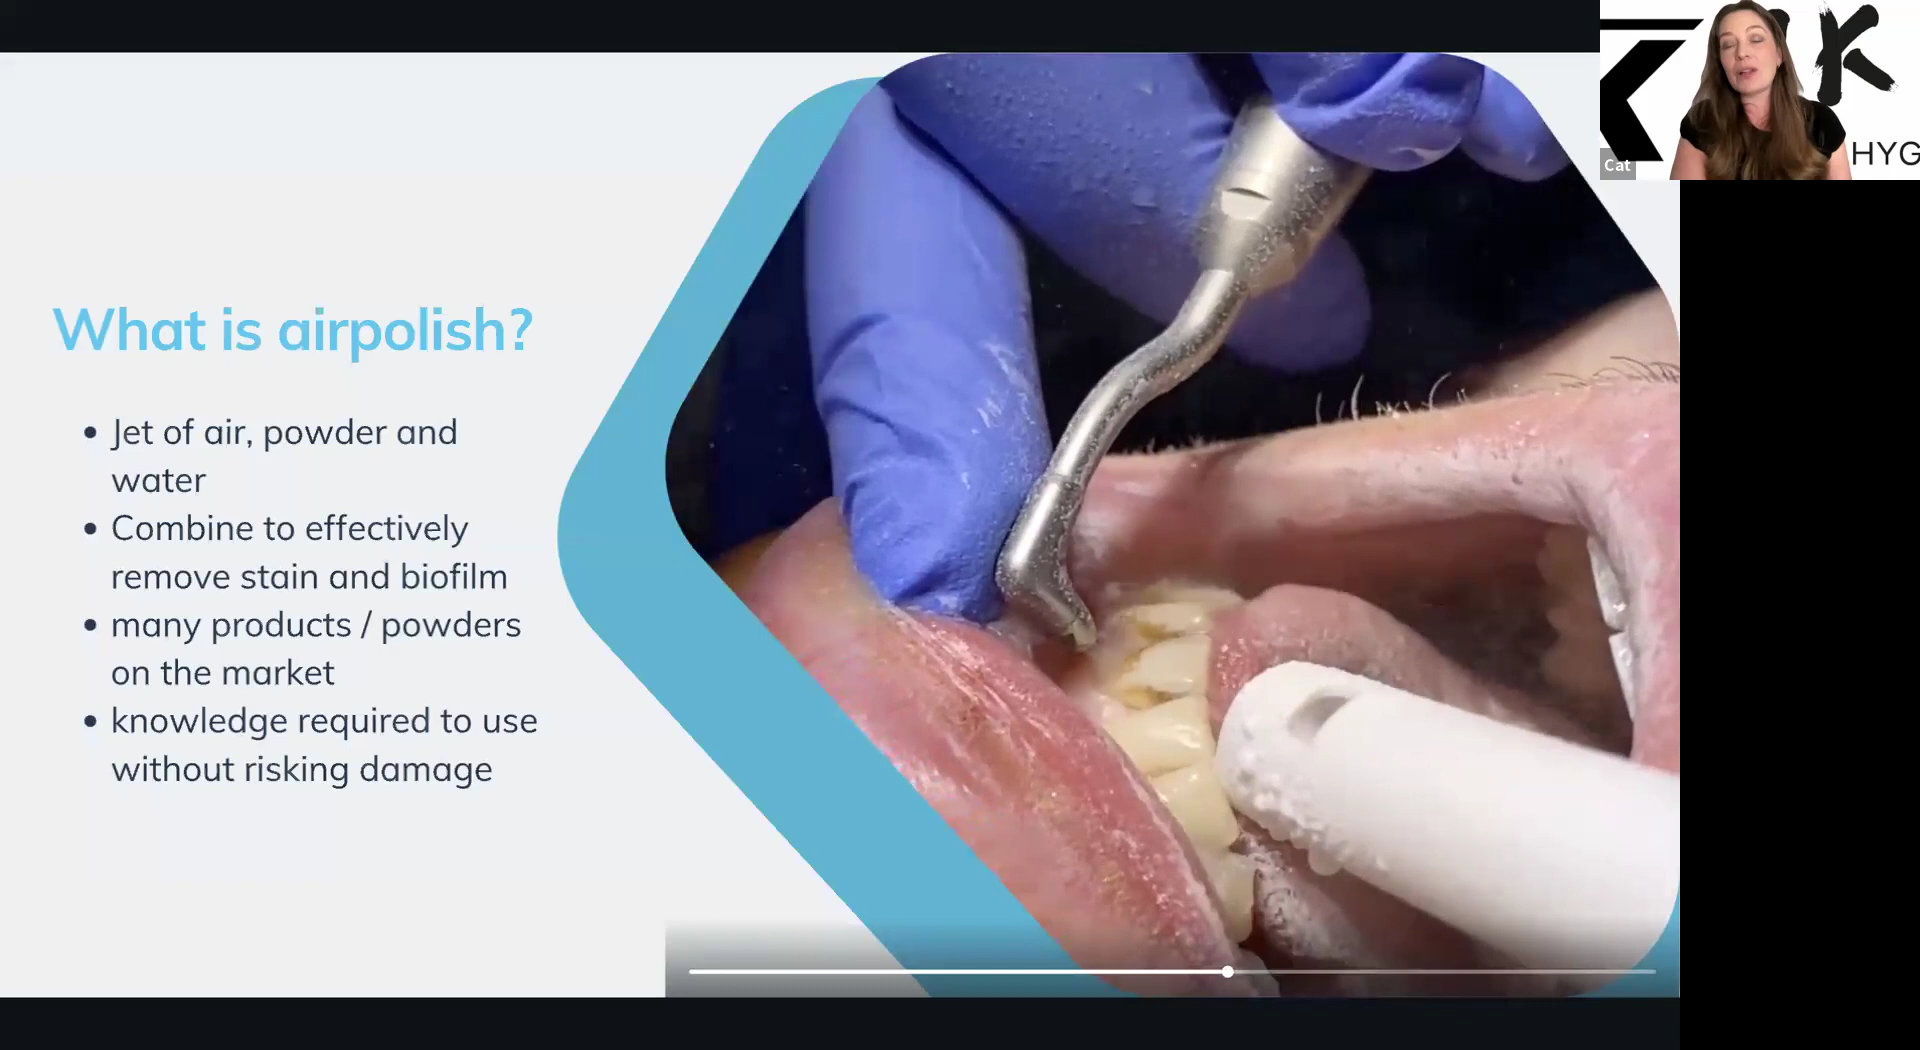 What is airpolish?
Jet of air, powder and
water
Combine to effectively
remove stain and biofilm
many products / powders
on the market
knowledge required to use
without risking damage
K
HYG
Cat